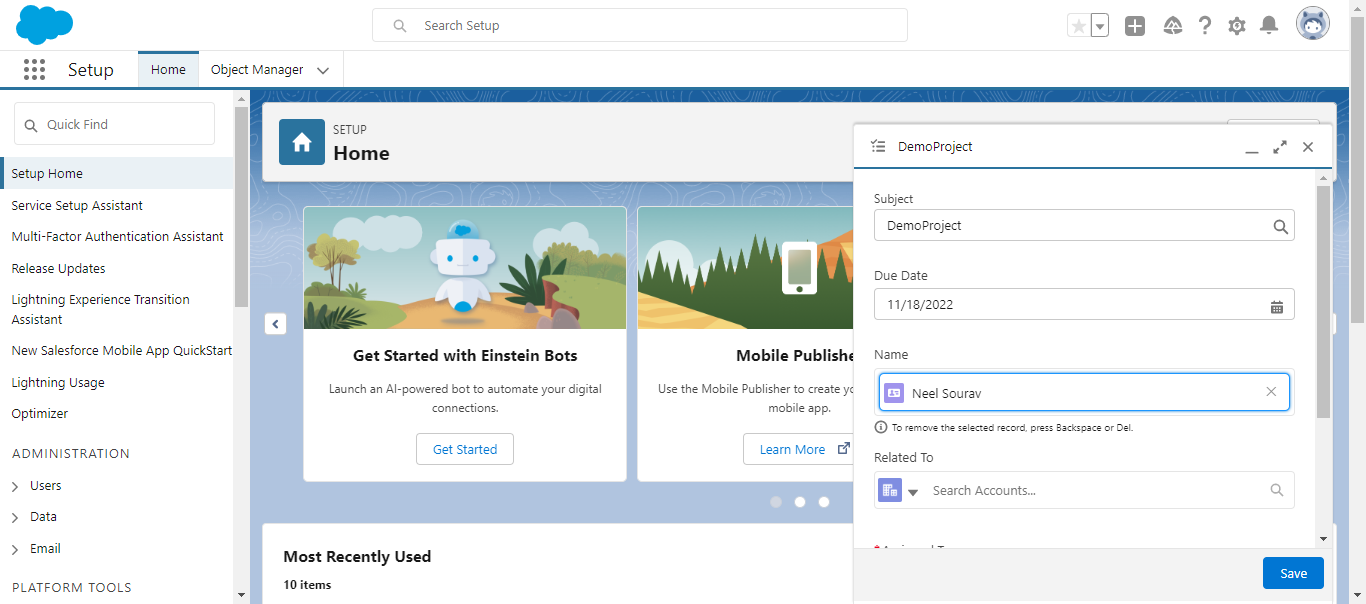 Search Setup
Setup
Home
Object Manager
Quick Find
Setup Home
Service Setup Assistant
Multi-Factor Authentication Assistant
Release Updates
Lightning Experience Transition
Assistant
New Salesforce Mobile App QuickStart
Lightning Usage
Optimizer
ADMINISTRATION
Users
Data
Email
PLATFORM TOOLS
SETUP
Home
Get Started with Einstein Bots
Launch an AI-powered bot to automate your digital
connections.
Get Started
Mobile Publishe
Use the Mobile Publisher to create yo
mobile app.
Learn More
Most Recently Used
10 items
DemoProject
Subject
DemoProject
Due Date
11/18/2022
Name
Neel Sourav
To remove the selected record, press Backspace or Del.
Related To
Search Accounts...
Save